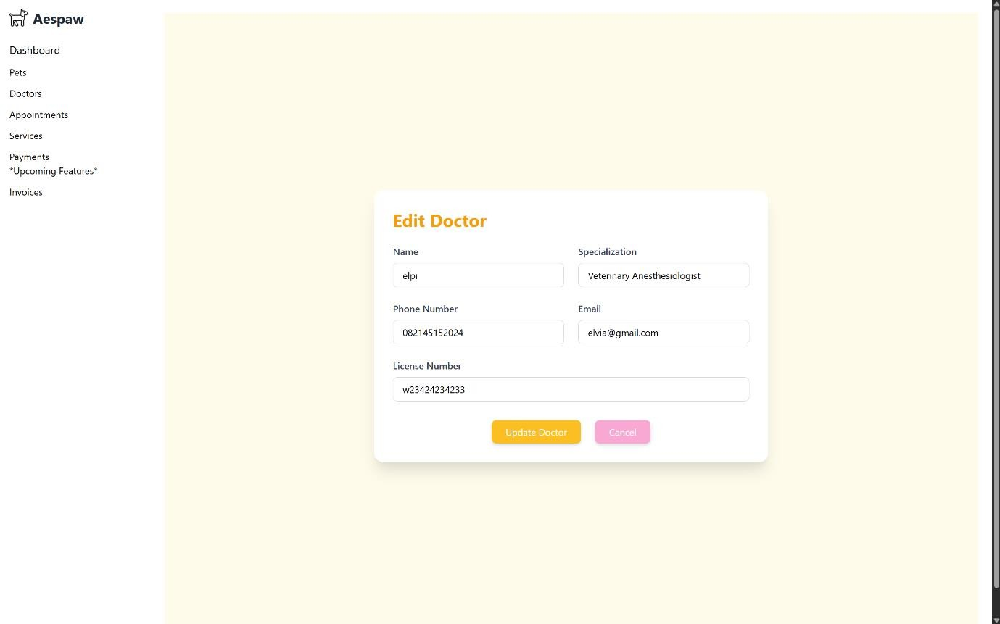 Aespaw
Dashboard
Pets
Doctors
Appointments
Services
Payments
*Upcoming Features*
Invoices
Edit Doctor
Name
Specialization
elpi
Veterinary Anesthesiologist
Phone Number
Email
082145152024
elvia@gmail.com
License Number
w23424234233
Update Doctor
Cancel